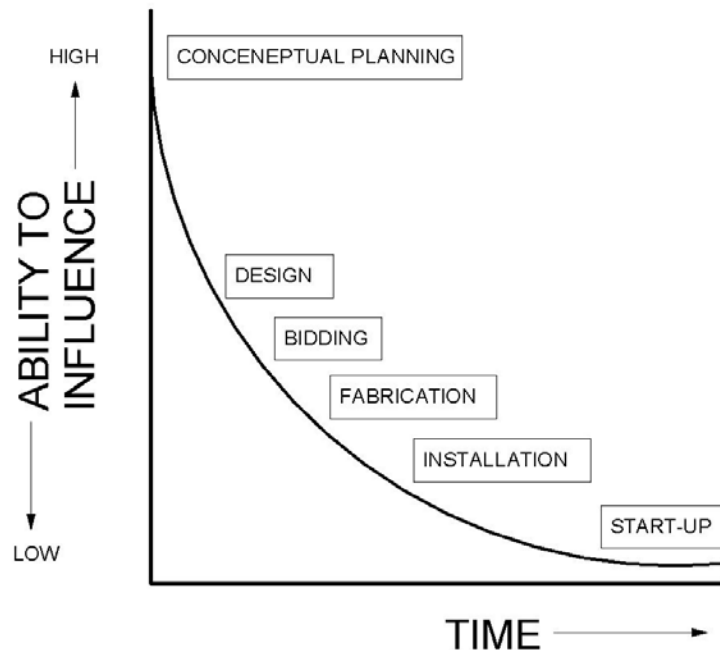 HIGH
CONCENEPTUAL PLANNING
ABILITY TO
INFLUENCE
DESIGN
BIDDING
FABRICATION
INSTALLATION
START-UP
LOW
TIME